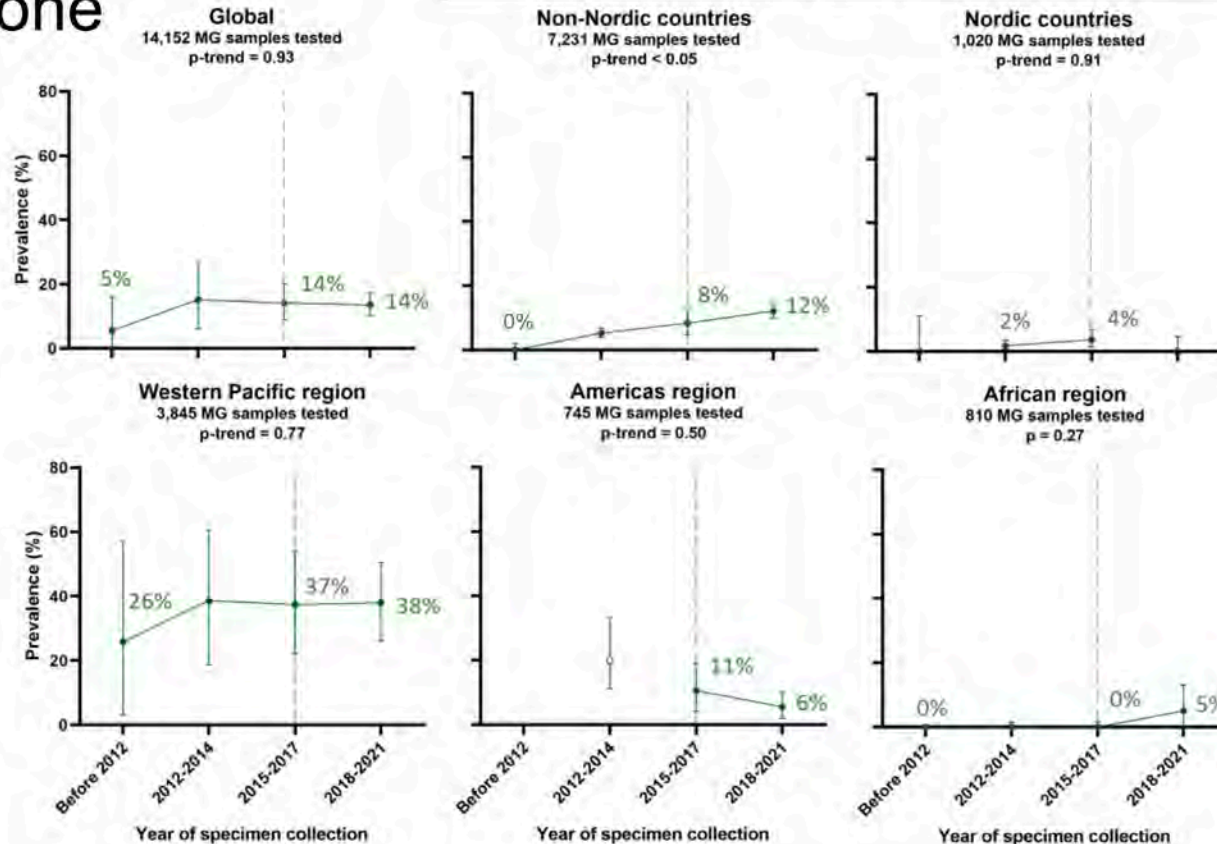 one
Global
14,152 MG samples tested
p-trend = 0.93
Non-Nordic countries
7,231 MG samples tested
p-trend < 0.05
Nordic countries
1,020 MG samples tested
p-trend = 0.91
Prevalence (%)
80
60
40
20
0
5%
14%
14%
0%
8%
12%
2%
4%
Western Pacific region
3,845 MG samples tested
p-trend = 0.77
Americas region
745 MG samples tested
p-trend = 0.50
African region
810 MG samples tested
p = 0.27
Prevalence (%)
80
60
40
20
0
26%
37%
38%
11%
6%
0%
0%
5%
Before 2012
2012-2014
2015-2017
2018-2021
Before 2012
2012-2014
2015-2017
2018-2021
Before 2012
2012-2014
2015-2017
2018-2021
Year of specimen collection
Year of specimen collection
Year of specimen collection